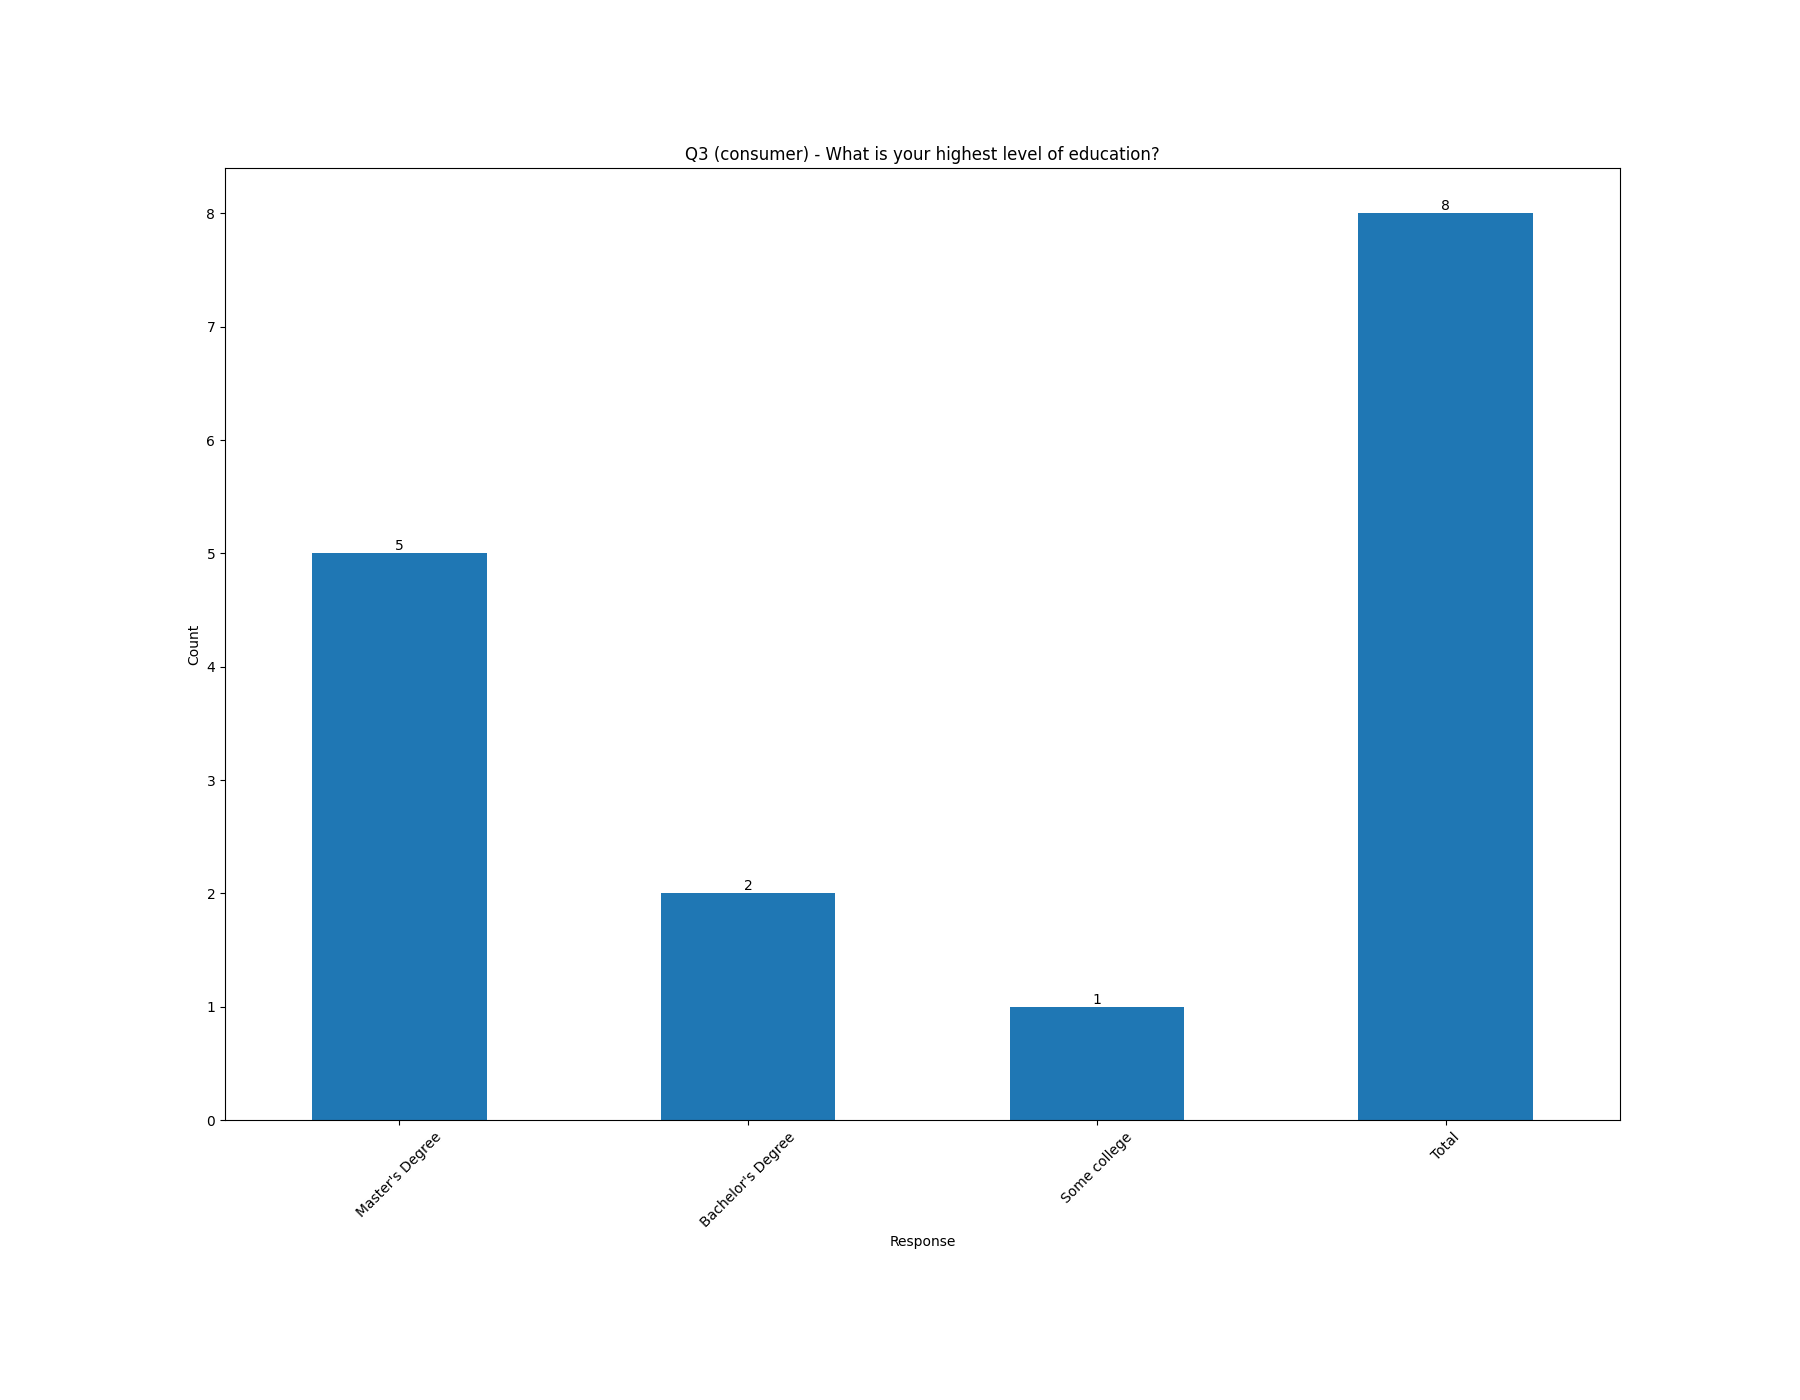 Q3 (consumer) - What is your highest level of education?
8
7
6
5
4
3
2
1
0
Count
5
2
1
8
Master's Degree
Bachelor's Degree
Some college
Total
Response